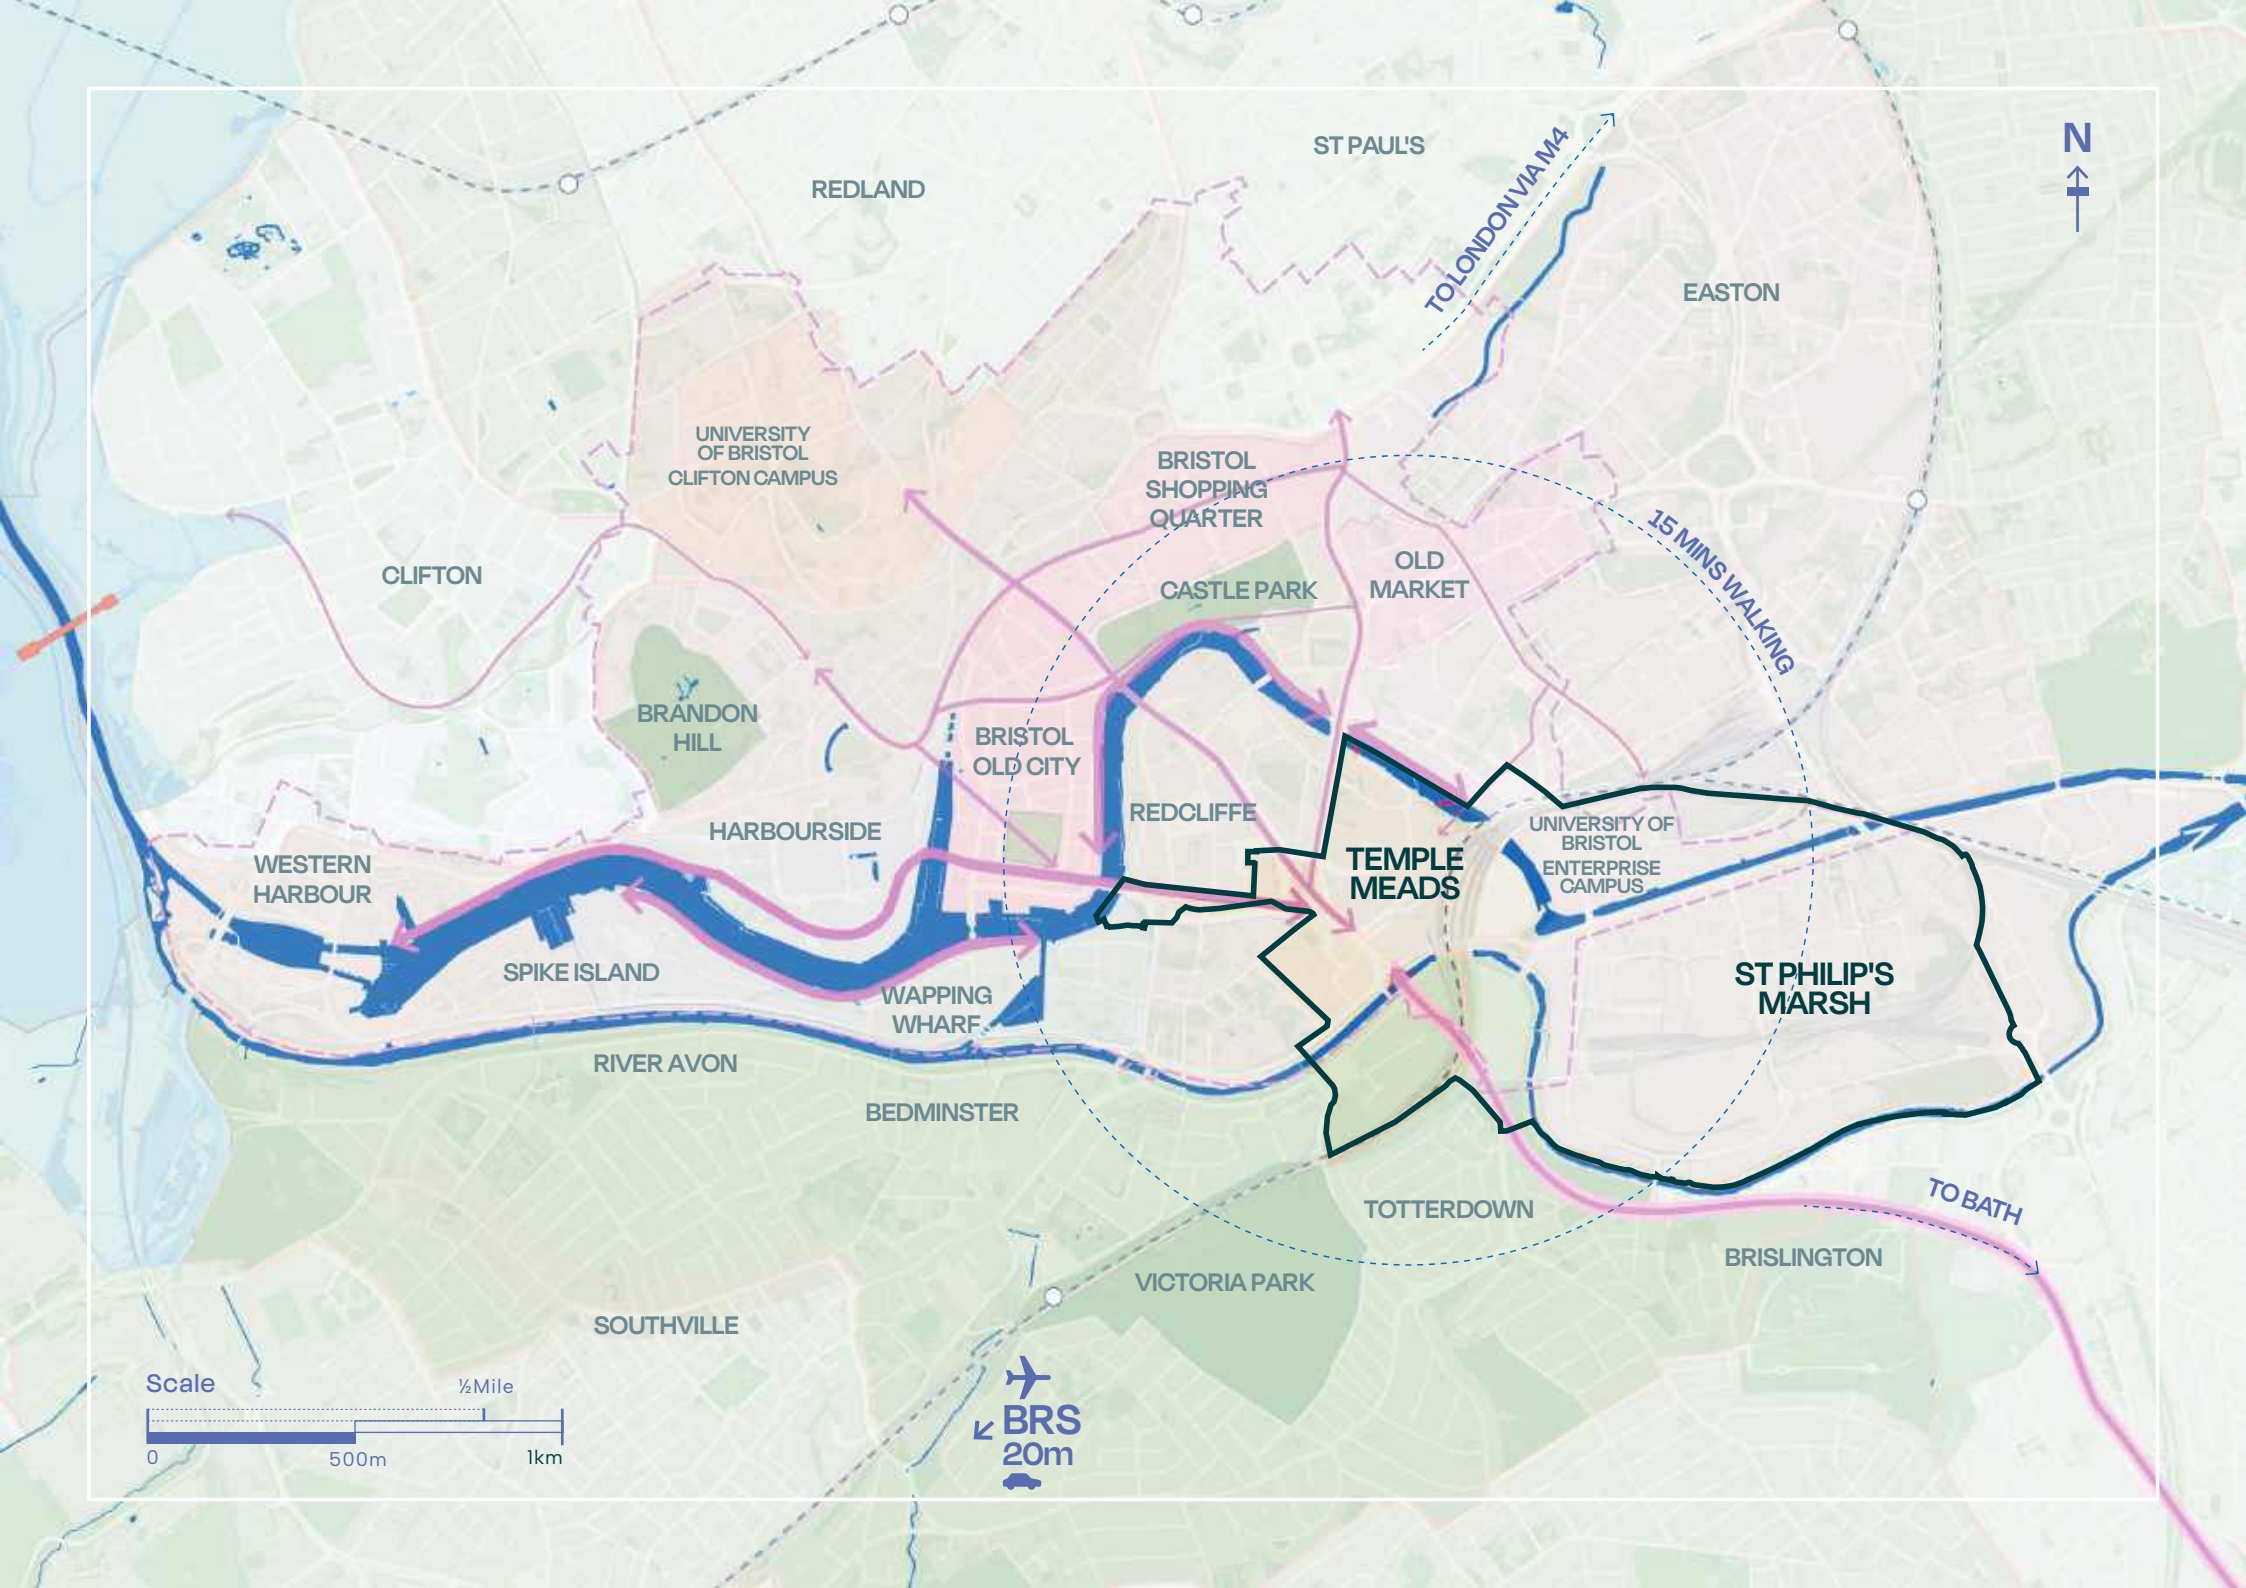 ST PAUL'S
REDLAND
TO LONDON VIA M4
N
EASTON
UNIVERSITY
OF BRISTOL
CLIFTON CAMPUS
BRISTOL
SHOPPING
QUARTER
15 MINS WALKING
CLIFTON
CASTLE PARK
OLD
MARKET
BRANDON
HILL
BRISTOL
OLD CITY
REDCLIFFE
HARBOURSIDE
UNIVERSITY OF
BRISTOL
ENTERPRISE
CAMPUS
TEMPLE
MEADS
WESTERN
HARBOUR
SPIKE ISLAND
ST PHILIP'S
MARSH
WAPPING
WHARF
RIVER AVON
BEDMINSTER
TOTTERDOWN
TO BATH
BRISLINGTON
VICTORIA PARK
SOUTHVILLE
Scale
½Mile
0
500m
1km
BRS
20m